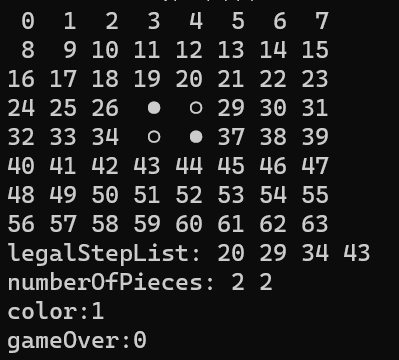 0 1 2 3 4 5 6 7
8 9 10 11 12 13 14 15
16 17 18 19 20 21 22 23
24 25 26 ● ○ 29 30 31
32 33 34 ○ ● 37 38 39
40 41 42 43 44 45 46 47
48 49 50 51 52 53 54 55
56 57 58 59 60 61 62 63
legalStepList: 20 29 34 43
numberOfPieces: 2 2
color:1
gameOver:0